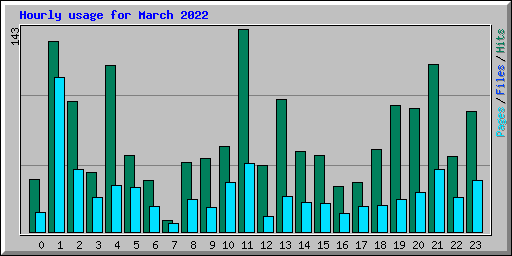 Hourly usage for March 2022
143
Pages / Files / Hits
0 1 2 3 4 5 6 7 8 9 10 11 12 13 14 15 16 17 18 19 20 21 22 23